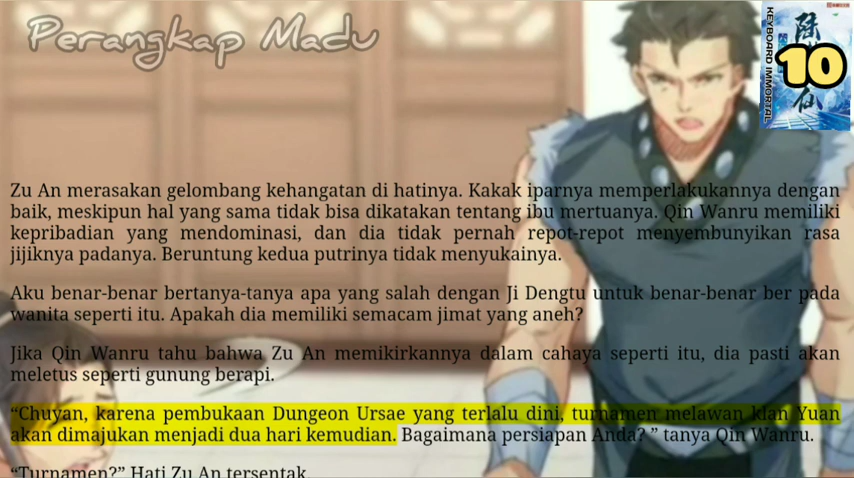 Perangkap Madu
KEYBOARD IMMORTAL
10
Zu An merasakan gelombang kehangatan di hatinya. Kakak iparnya memperlakukannya dengan
baik, meskipun hal yang sama tidak bisa dikatakan tentang ibu mertuanya. Qin Wanru memiliki
kepribadian yang mendominasi, dan dia tidak pernah repot-repot menyembunyikan rasa
jijiknya padanya. Beruntung kedua putrinya tidak menyukainya.
Aku benar-benar bertanya-tanya apa yang salah dengan Ji Dengtu untuk benar-benar ber pada
wanita seperti itu. Apakah dia memiliki semacam jimat yang aneh?
Jika Qin Wanru tahu bahwa Zu An memikirkannya dalam cahaya seperti itu, dia pasti akan
meletus seperti gunung berapi.
“Chuyan, karena pembukaan Dungeon Ursae yang terlalu dini, turnamen melawan klan Yuan
akan dimajukan menjadi dua hari kemudian. Bagaimana persiapan Anda? ” tanya Qin Wanru.
“Turnamen?” Hati Zu An tersentak.